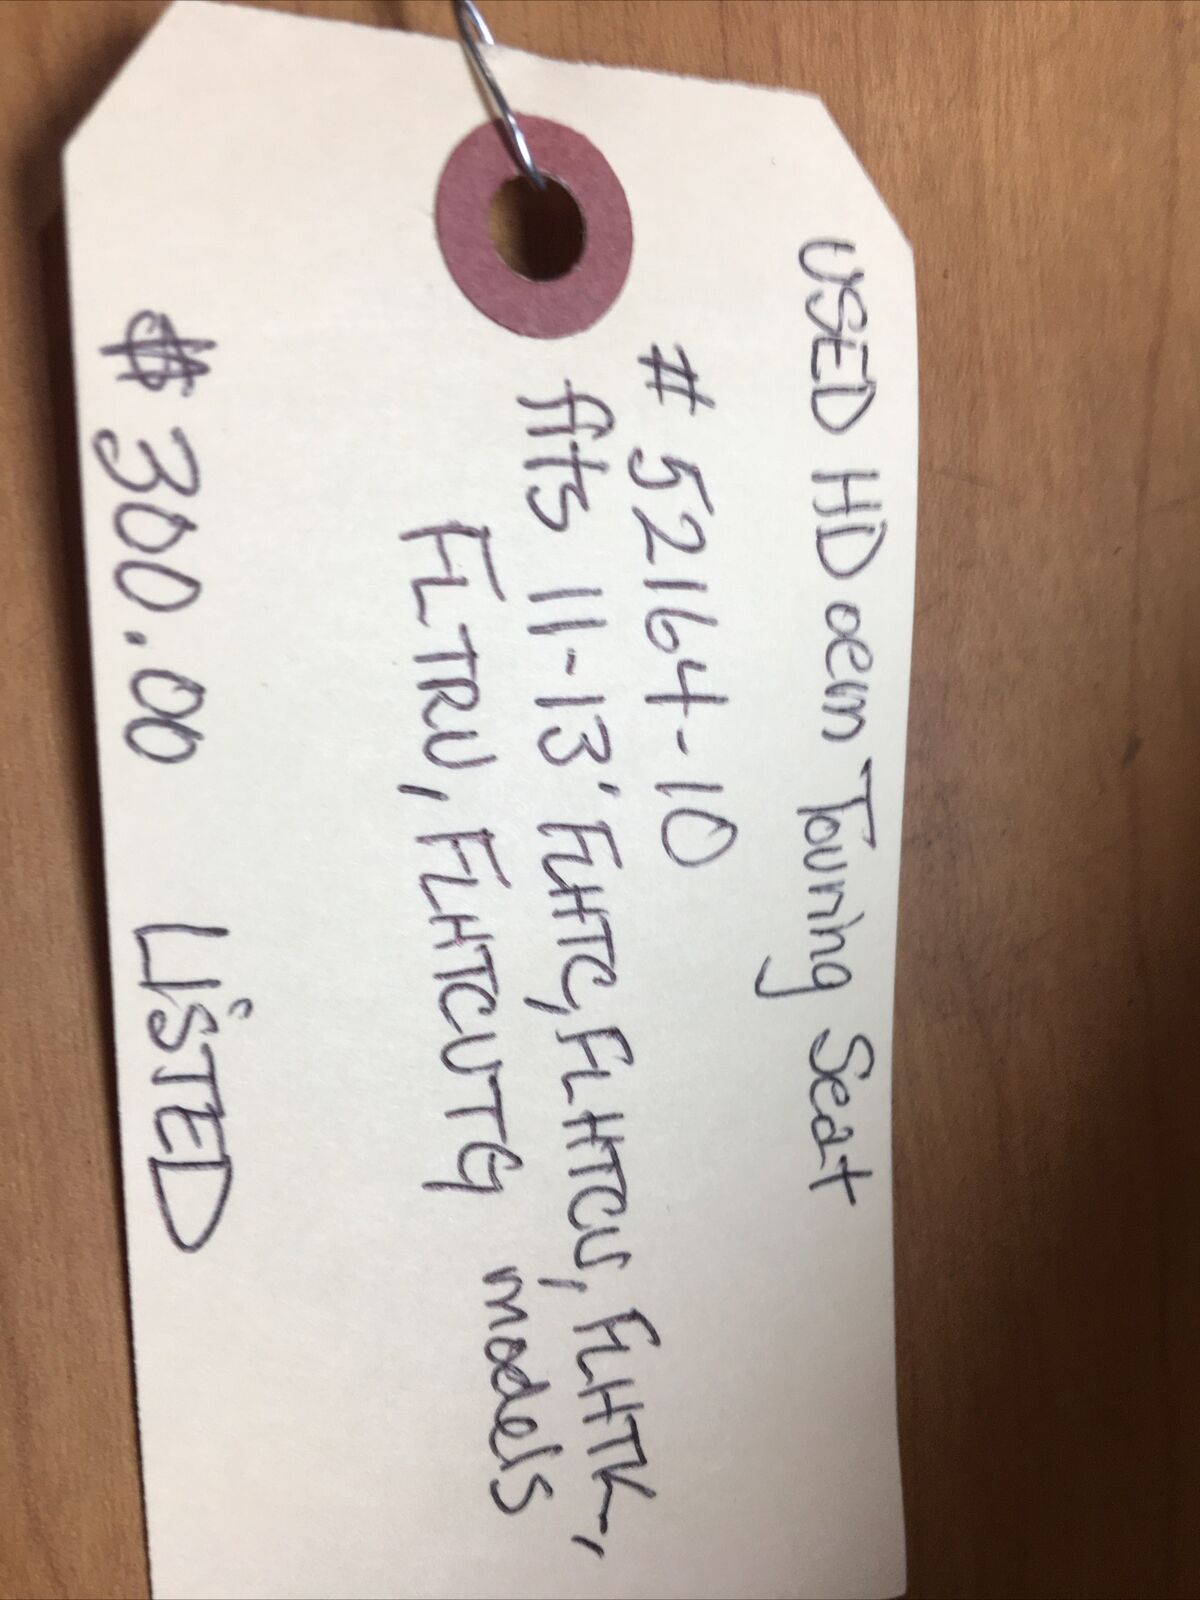 USED HD oem Touring Seat
# 52164-10
fits 11-13' FLHTC, FLHTCU, FLHTK,
FLTRU, FLHTCUTG models
$300.00 LiSTED